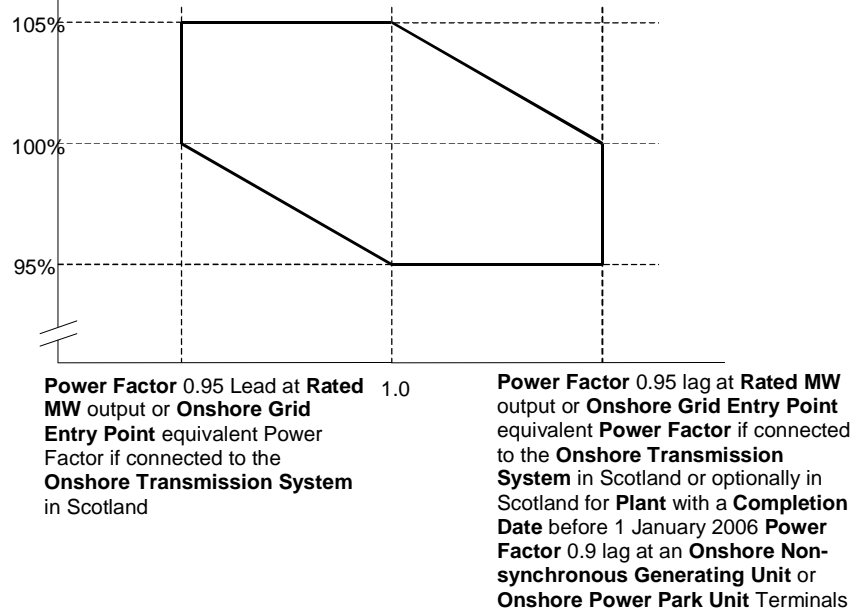 105%
100%
95%
Power Factor 0.95 Lead at Rated
MW output or Onshore Grid
Entry Point equivalent Power
Factor if connected to the
Onshore Transmission System
in Scotland
1.0
Power Factor 0.95 lag at Rated MW
output or Onshore Grid Entry Point
equivalent Power Factor if connected
to the Onshore Transmission
System in Scotland or optionally in
Scotland for Plant with a Completion
Date before 1 January 2006 Power
Factor 0.9 lag at an Onshore Non-
synchronous Generating Unit or
Onshore Power Park Unit Terminals